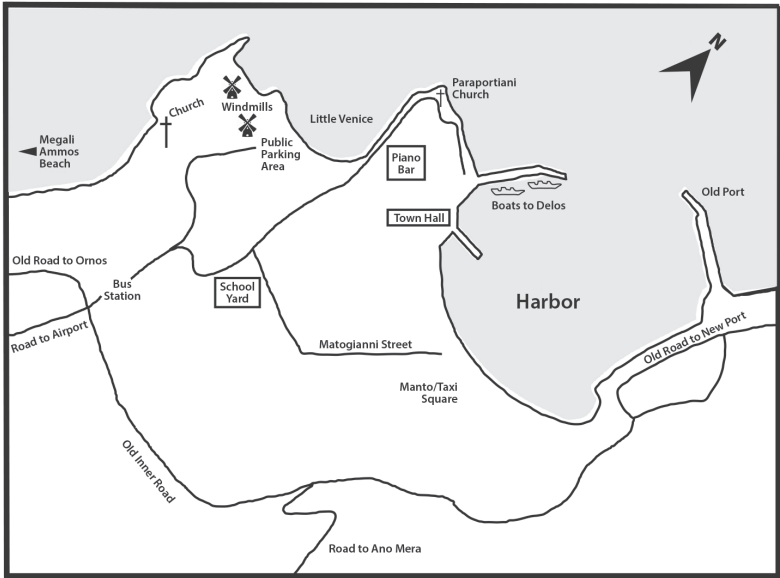 N
Paraportiani
Church
Church
Windmills
Little Venice
Megali
Ammos
Beach
Public
Parking
Area
Piano
Bar
Old Port
Boats to Delos
Town Hall
Old Road to Ornos
Bus
Station
School
Yard
Harbor
Road to Airport
Matogianni Street
Old Road to New Port
Manto/Taxi
Square
Old Inner Road
Road to Ano Mera